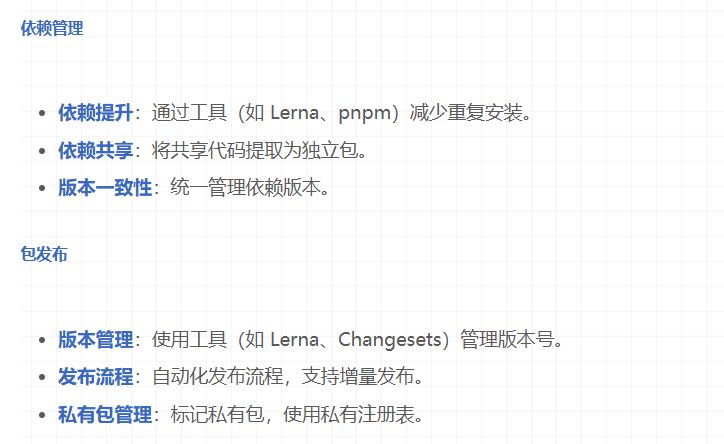 依赖管理
依赖提升：通过工具（如 Lerna、pnpm）减少重复安装。
依赖共享：将共享代码提取为独立包。
版本一致性：统一管理依赖版本。
包发布
版本管理：使用工具（如 Lerna、Changesets）管理版本号。
发布流程：自动化发布流程，支持增量发布。
私有包管理：标记私有包，使用私有注册表。